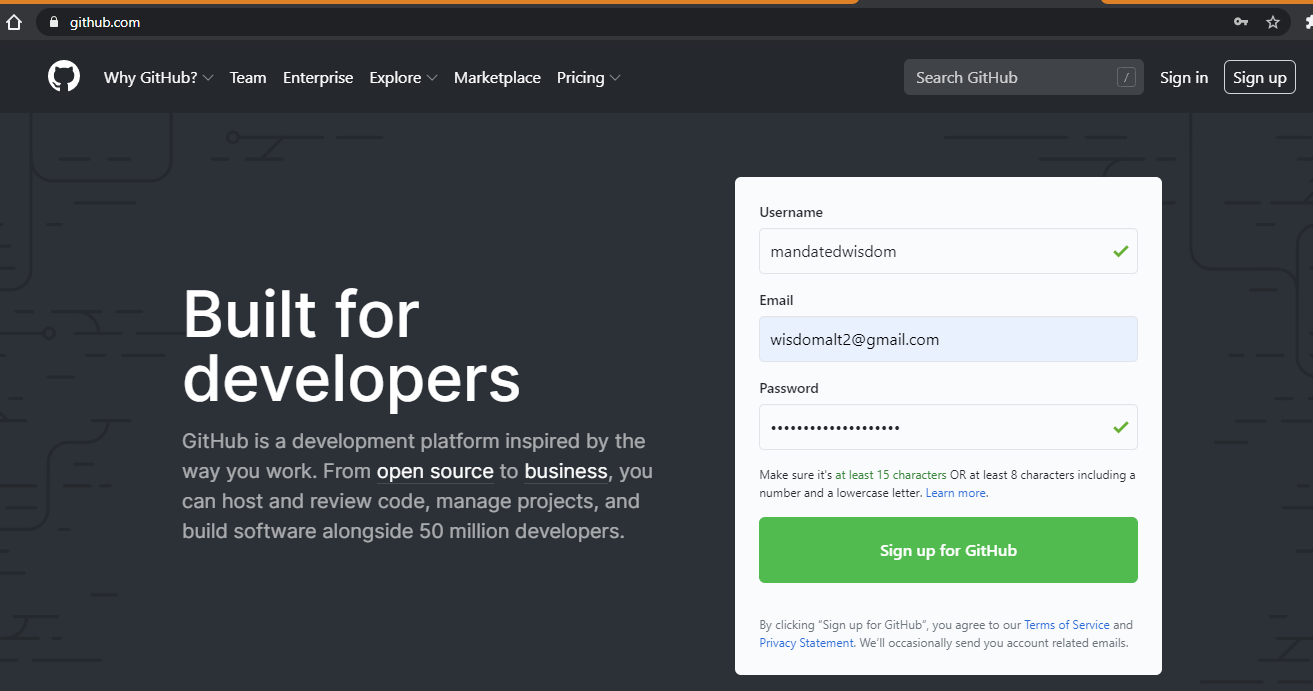 github.com
Why GitHub? Team Enterprise Explore Marketplace Pricing Search GitHub / Sign in Sign up
Built for
developers
GitHub is a development platform inspired by the
way you work. From open source to business, you
can host and review code, manage projects, and
build software alongside 50 million developers.
Username
mandatedwisdom
Email
wisdomalt2@gmail.com
Password
••••••••••••••••••••
Make sure it's at least 15 characters OR at least 8 characters including a
number and a lowercase letter. Learn more.
Sign up for GitHub
By clicking “Sign up for GitHub”, you agree to our Terms of Service and
Privacy Statement. We’ll occasionally send you account related emails.